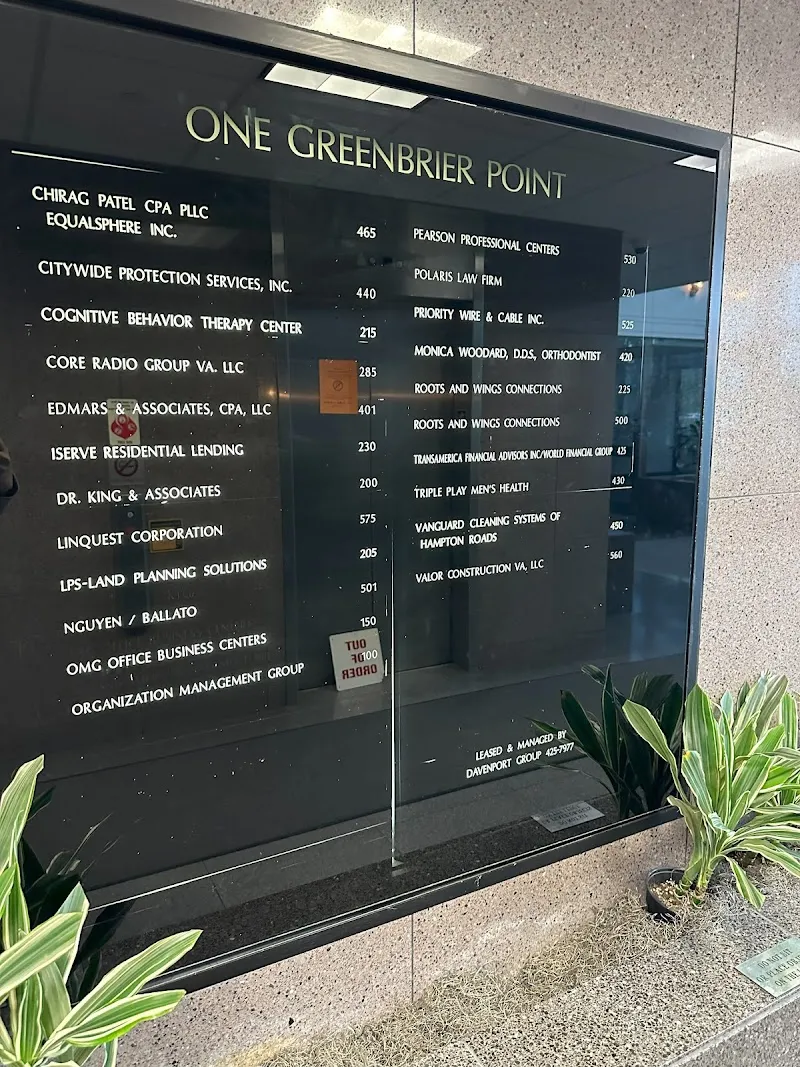 ONE GREENBRIER POINT
CHIRAG PATEL CPA PLLC
EQUALSPHERE INC. 465
CITYWIDE PROTECTION SERVICES, INC. 440
COGNITIVE BEHAVIOR THERAPY CENTER 215
CORE RADIO GROUP VA. LLC 285
EDMARS & ASSOCIATES, CPA, LLC 401
ISERVE RESIDENTIAL LENDING 230
DR. KING & ASSOCIATES 200
LINQUEST CORPORATION 575
LPS-LAND PLANNING SOLUTIONS 205
NGUYEN / BALLATO 501
OMG OFFICE BUSINESS CENTERS 150
ORGANIZATION MANAGEMENT GROUP 100
PEARSON PROFESSIONAL CENTERS 530
POLARIS LAW FIRM 220
PRIORITY WIRE & CABLE INC. 525
MONICA WOODARD, D.D.S., ORTHODONTIST 420
ROOTS AND WINGS CONNECTIONS 225
ROOTS AND WINGS CONNECTIONS 500
TRANSAMERICA FINANCIAL ADVISORS INC/WORLD FINANCIAL GROUP 425
TRIPLE PLAY MEN'S HEALTH 430
VANGUARD CLEANING SYSTEMS OF
HAMPTON ROADS 450
VALOR CONSTRUCTION VA, LLC 560
LEASED & MANAGED BY
DAVENPORT GROUP 425-7977
OUT
OF
ORDER